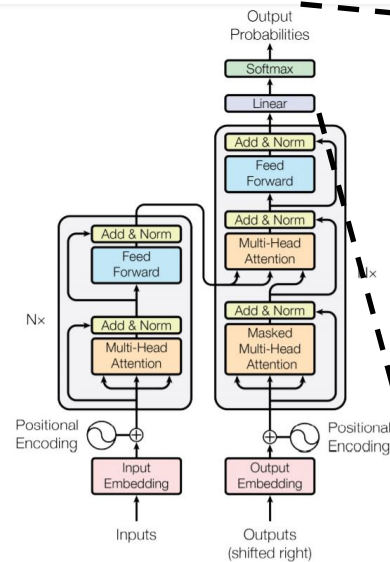 Output
Probabilities
Softmax
Linear
Add & Norm
Feed
Forward
Add & Norm
Multi-Head
Attention
Add & Norm
Masked
Multi-Head
Attention
Nx
Add & Norm
Feed
Forward
Add & Norm
Multi-Head
Attention
Nx
Positional
Encoding
Positional
Encoding
Input
Embedding
Output
Embedding
Inputs
Outputs
(shifted right)